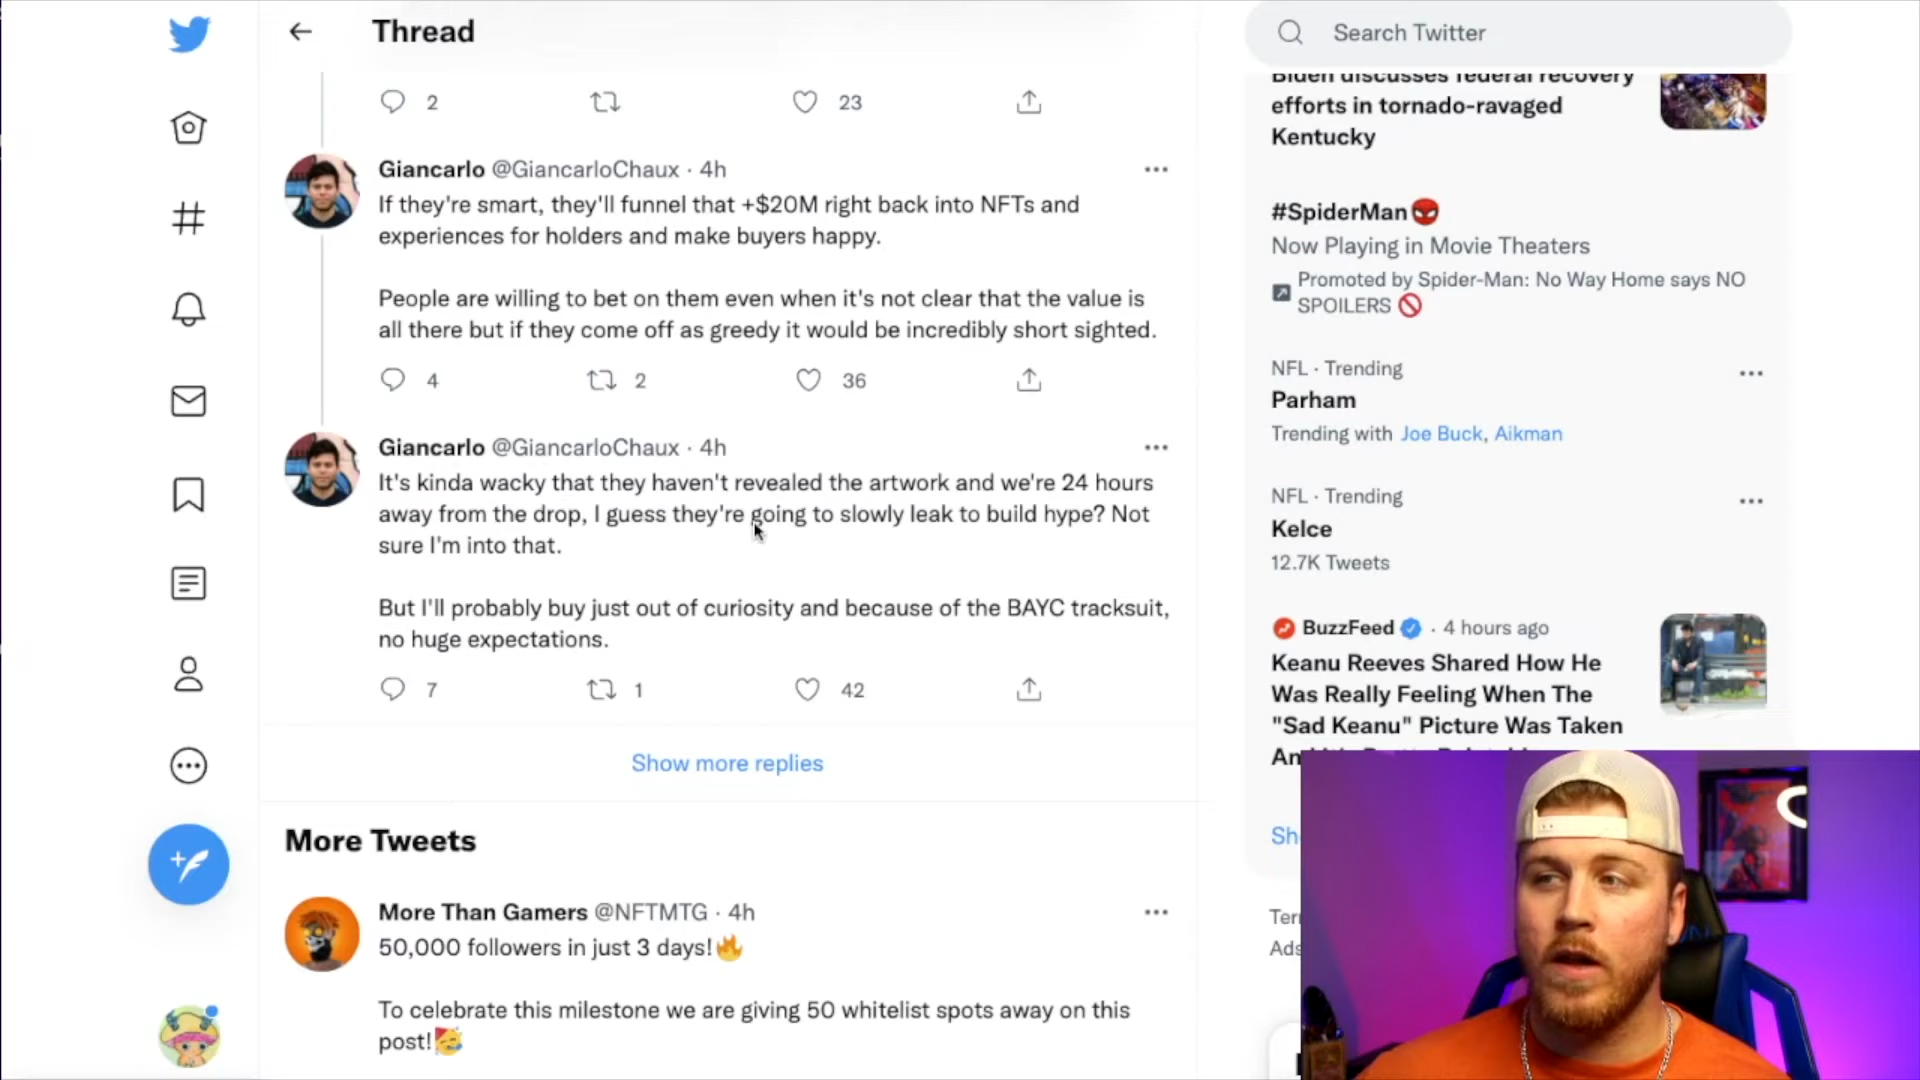 Thread
Search Twitter
2
23
Giancarlo @GiancarloChaux · 4h
If they're smart, they'll funnel that +$20M right back into NFTs and
experiences for holders and make buyers happy.
People are willing to bet on them even when it's not clear that the value is
all there but if they come off as greedy it would be incredibly short sighted.
4
2
36
Giancarlo @GiancarloChaux · 4h
It's kinda wacky that they haven't revealed the artwork and we're 24 hours
away from the drop, I guess they're going to slowly leak to build hype? Not
sure I'm into that.
But I'll probably buy just out of curiosity and because of the BAYC tracksuit,
no huge expectations.
7
1
42
Show more replies
More Tweets
More Than Gamers @NFTMTG · 4h
50,000 followers in just 3 days!🔥
To celebrate this milestone we are giving 50 whitelist spots away on this
post!🥳
Biden discusses federal recovery
efforts in tornado-ravaged
Kentucky
#SpiderMan
Now Playing in Movie Theaters
Promoted by Spider-Man: No Way Home says NO
SPOILERS 🚫
NFL · Trending
Parham
Trending with Joe Buck, Aikman
NFL · Trending
Kelce
12.7K Tweets
BuzzFeed · 4 hours ago
Keanu Reeves Shared How He
Was Really Feeling When The
"Sad Keanu" Picture Was Taken